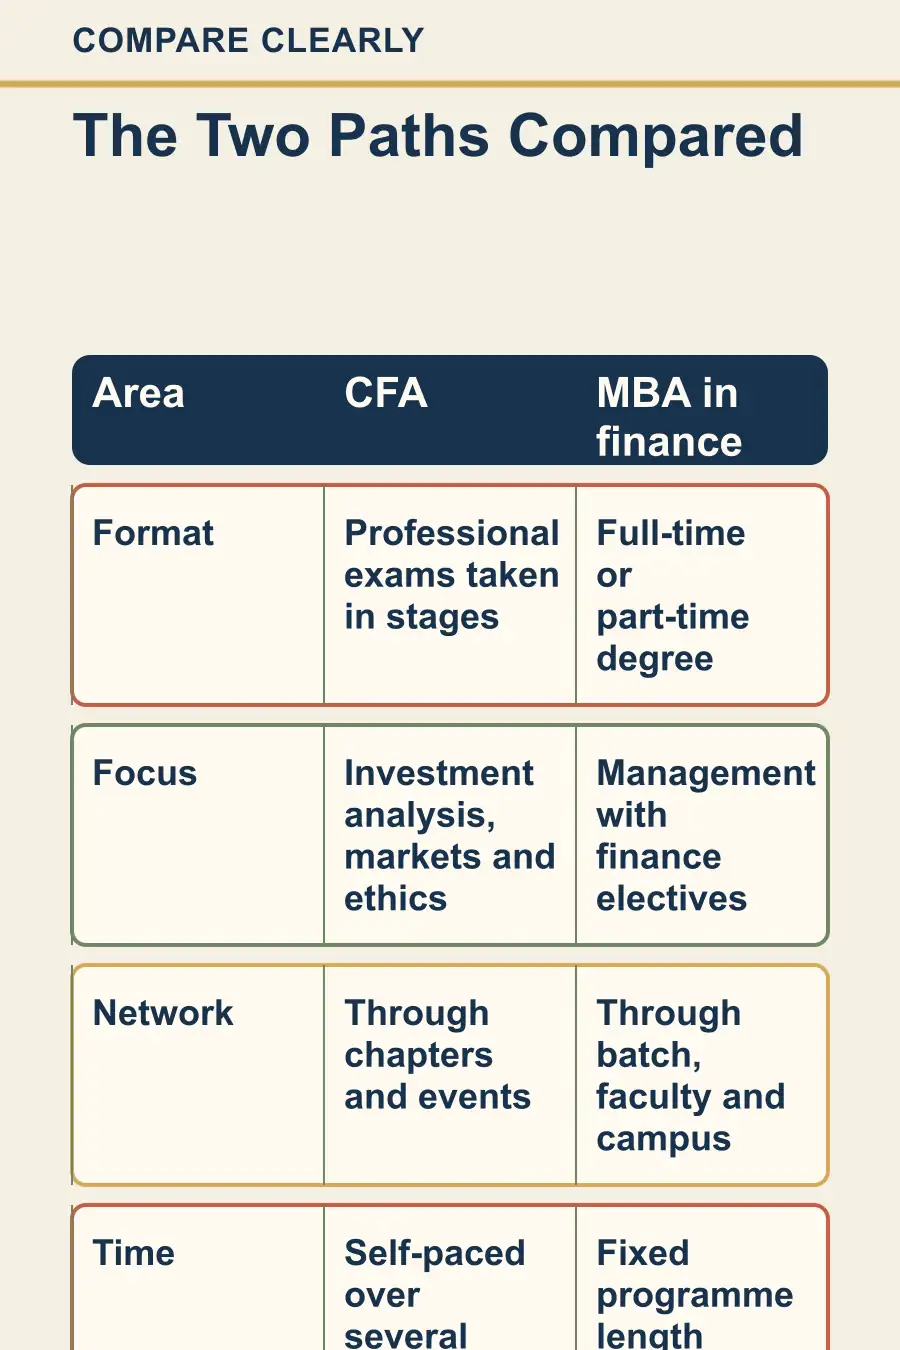 COMPARE CLEARLY
The Two Paths Compared
Area
CFA
MBA in
finance
Format
Professional
exams taken
in stages
Full-time
or
part-time
degree
Focus
Investment
analysis,
markets and
ethics
Management
with
finance
electives
Network
Through
chapters
and events
Through
batch,
faculty and
campus
Time
Self-paced
over
several
Fixed
programme
length